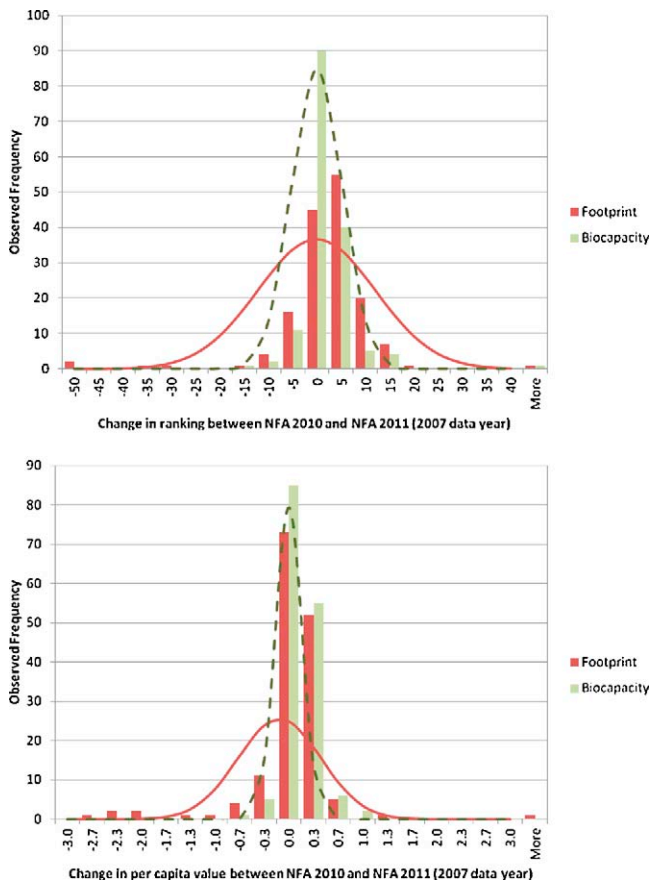 100
90
80
70
60
50
40
30
20
10
0
Observed Frequency
-50 -45 -40 -35 -30 -25 -20 -15 -10 -5 0 5 10 15 20 25 30 35 40 More
Change in ranking between NFA 2010 and NFA 2011 (2007 data year)
Footprint
Biocapacity
90
80
70
60
50
40
30
20
10
0
Observed Frequency
-3.0 -2.7 -2.3 -2.0 -1.7 -1.3 -1.0 -0.7 -0.3 0.0 0.3 0.7 1.0 1.3 1.7 2.0 2.3 2.7 3.0 More
Change in per capita value between NFA 2010 and NFA 2011 (2007 data year)
Footprint
Biocapacity